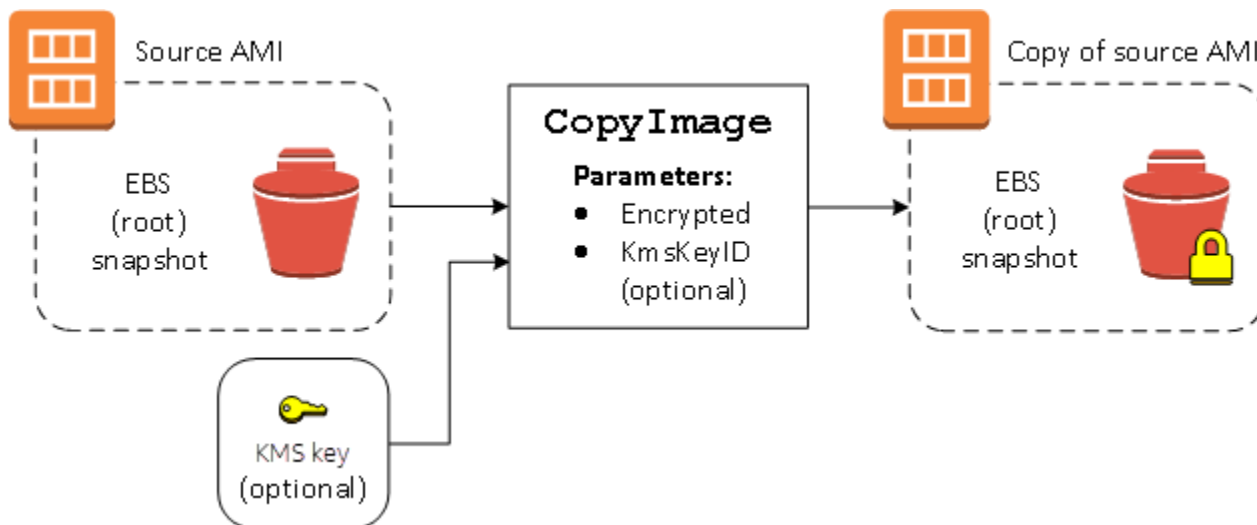 Source AMI
EBS
(root)
snapshot
KMS key
(optional)
CopyImage
Parameters:
● Encrypted
● KmsKeyID
(optional)
Copy of source AMI
EBS
(root)
snapshot